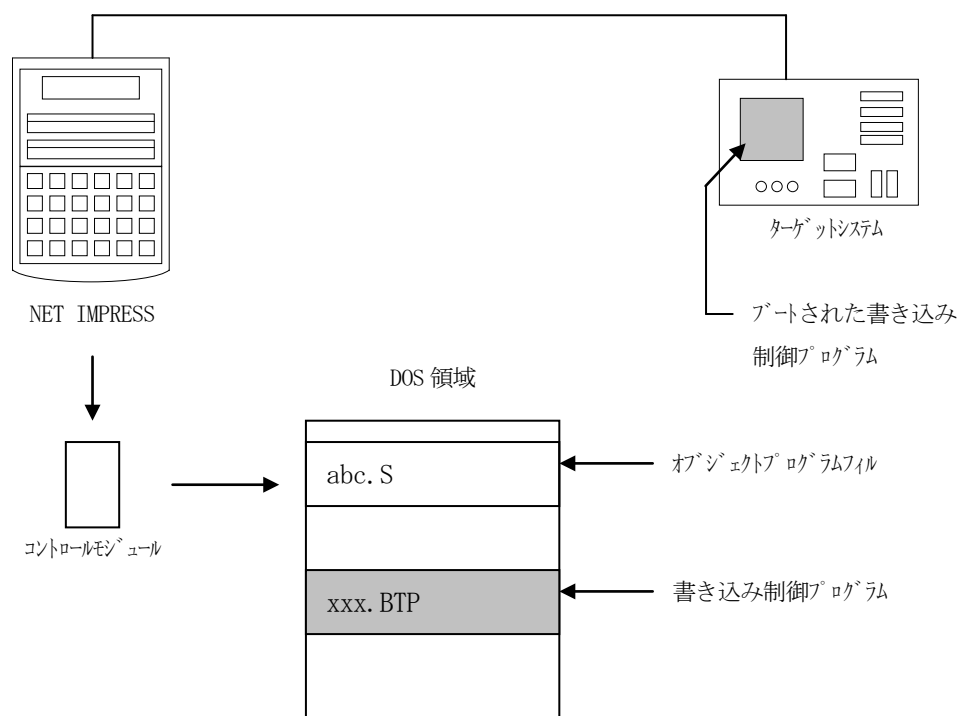 ﾀｰｹﾞｯﾄｼｽﾃﾑ
NET IMPRESS
ﾌﾞｰﾄされた書き込み
制御ﾌﾟﾛｸﾞﾗﾑ
DOS 領域
abc.S
ｵﾌﾞｼﾞｪｸﾄﾌﾟﾛｸﾞﾗﾑﾌｧｲﾙ
ｺﾝﾄﾛｰﾙﾓｼﾞｭｰﾙ
xxx.BTP
書き込み制御ﾌﾟﾛｸﾞﾗﾑ